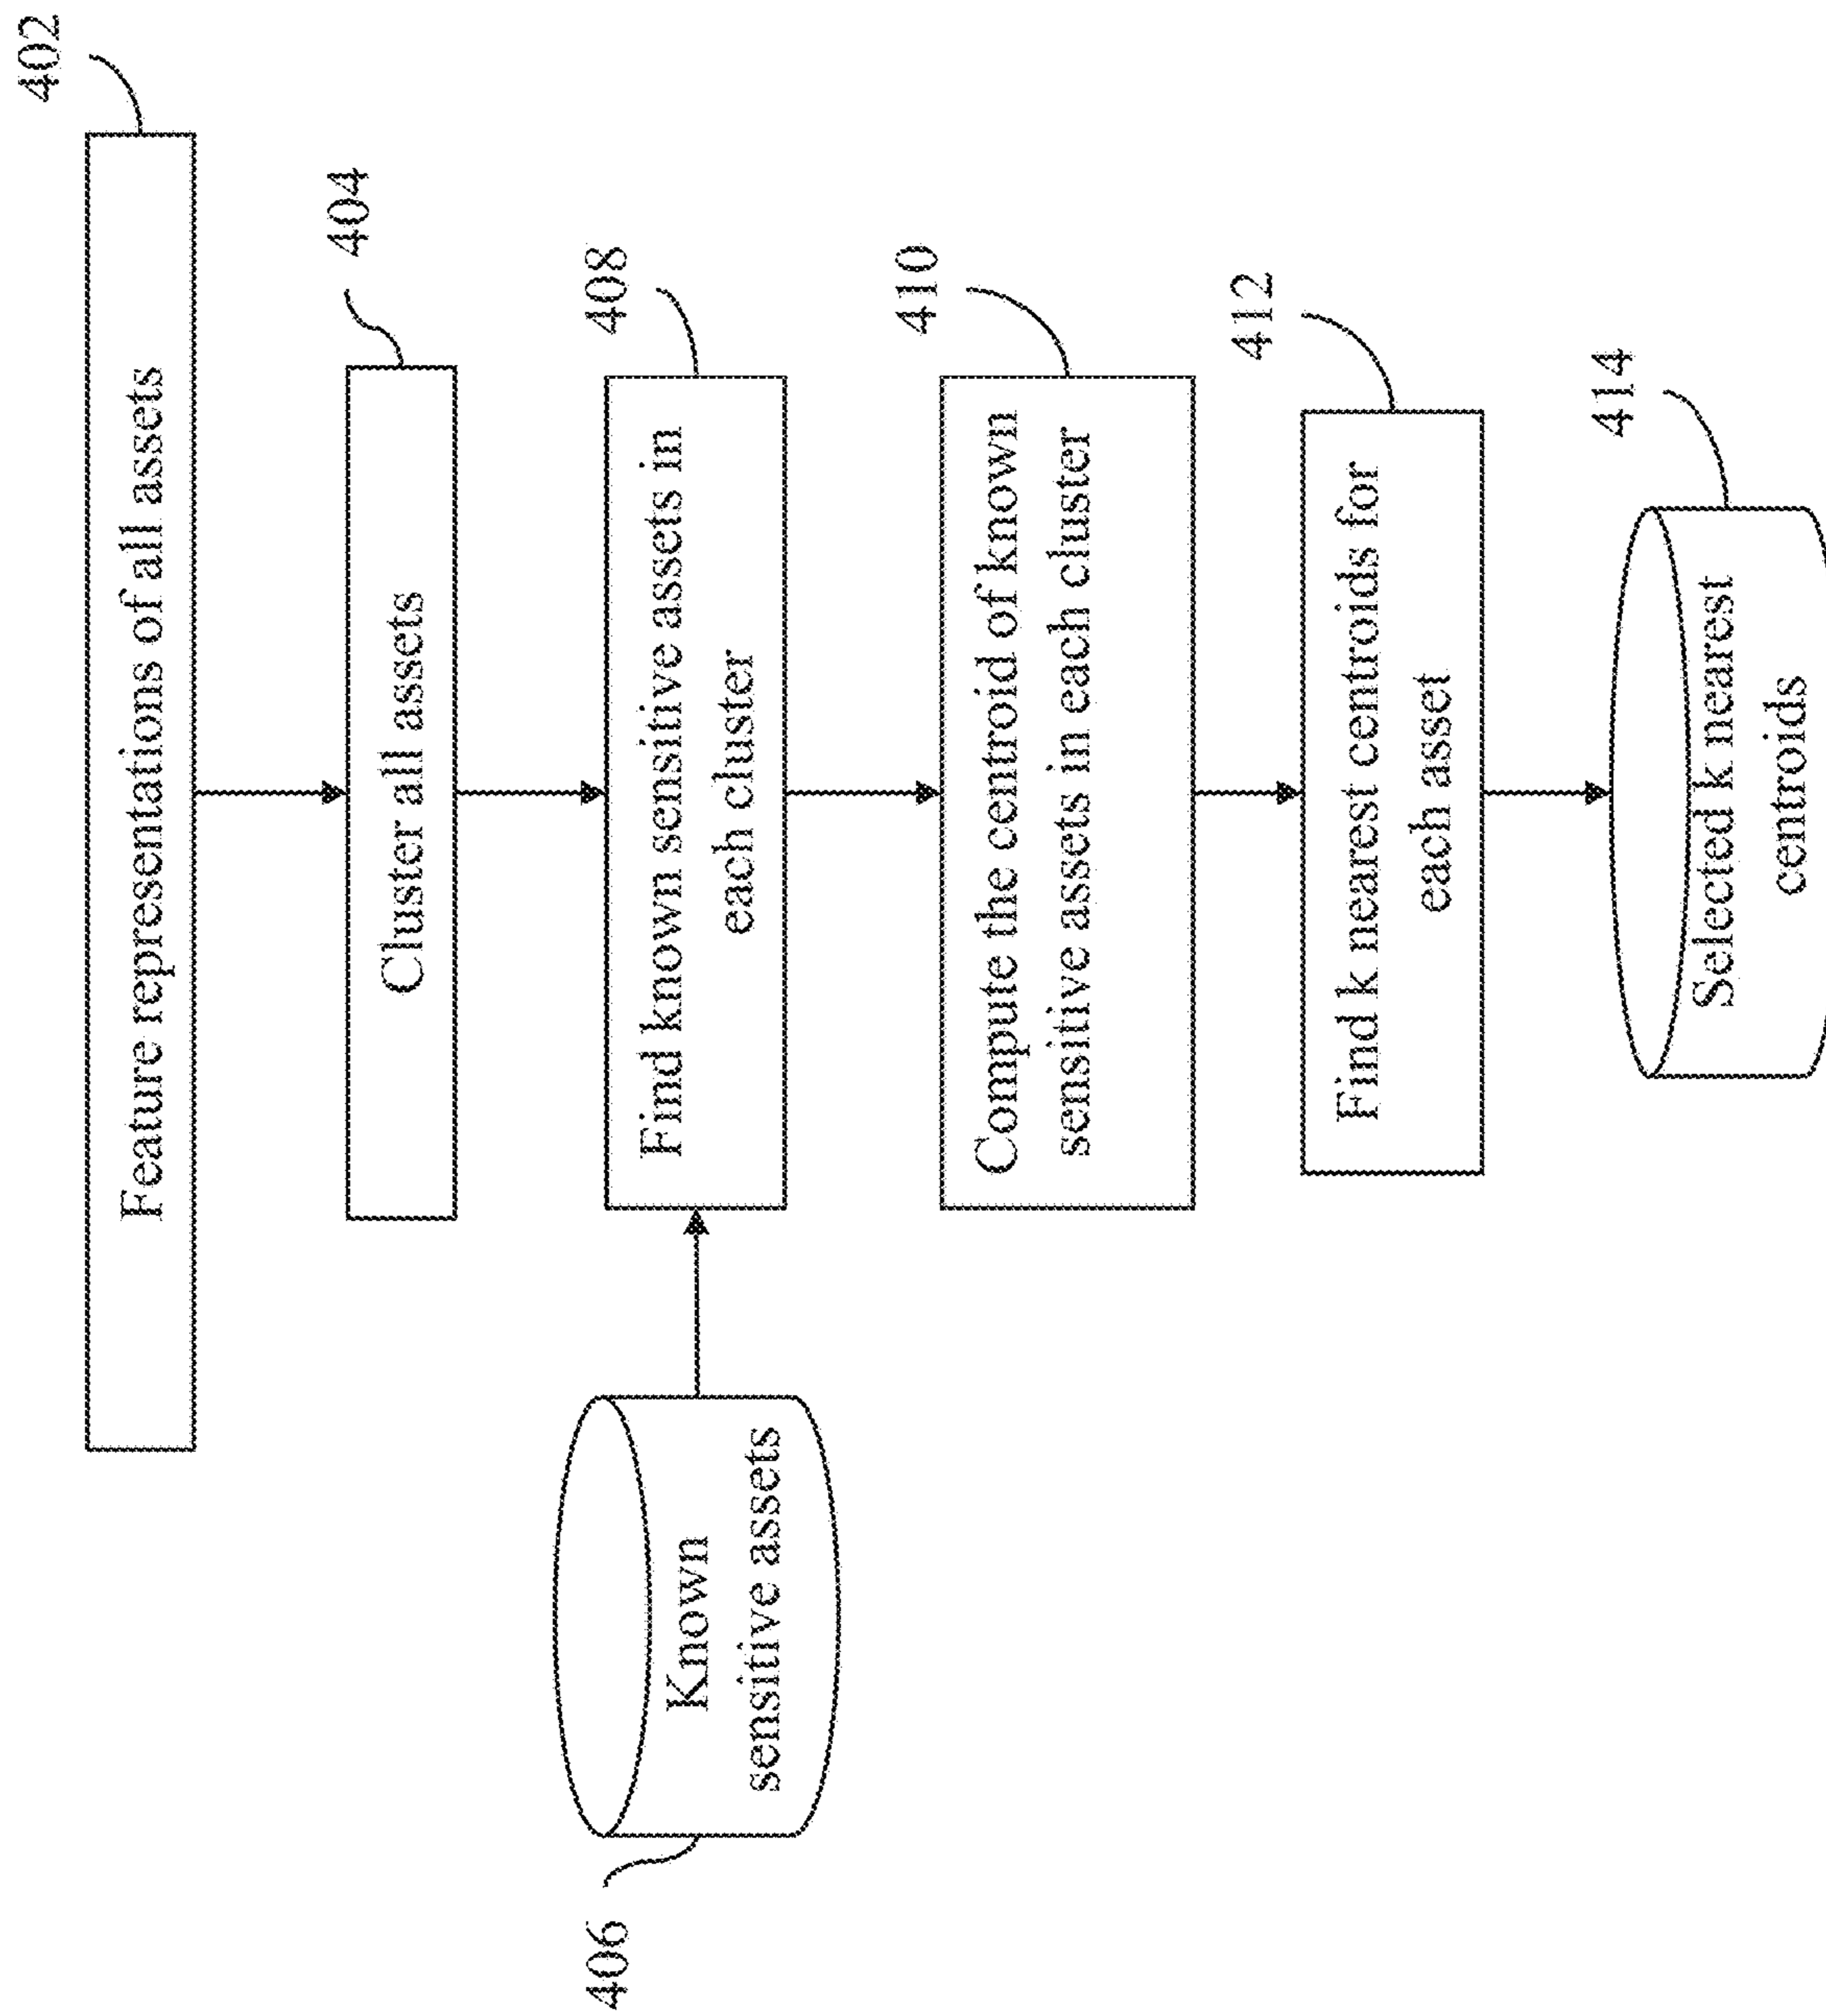 402
Feature representations of all assets
404
Cluster all assets
406
Known
sensitive assets
408
Find known sensitive assets in
each cluster
410
Compute the centroid of known
sensitive assets in each cluster
412
Find k nearest centroids for
each asset
414
Selected k nearest
centroids